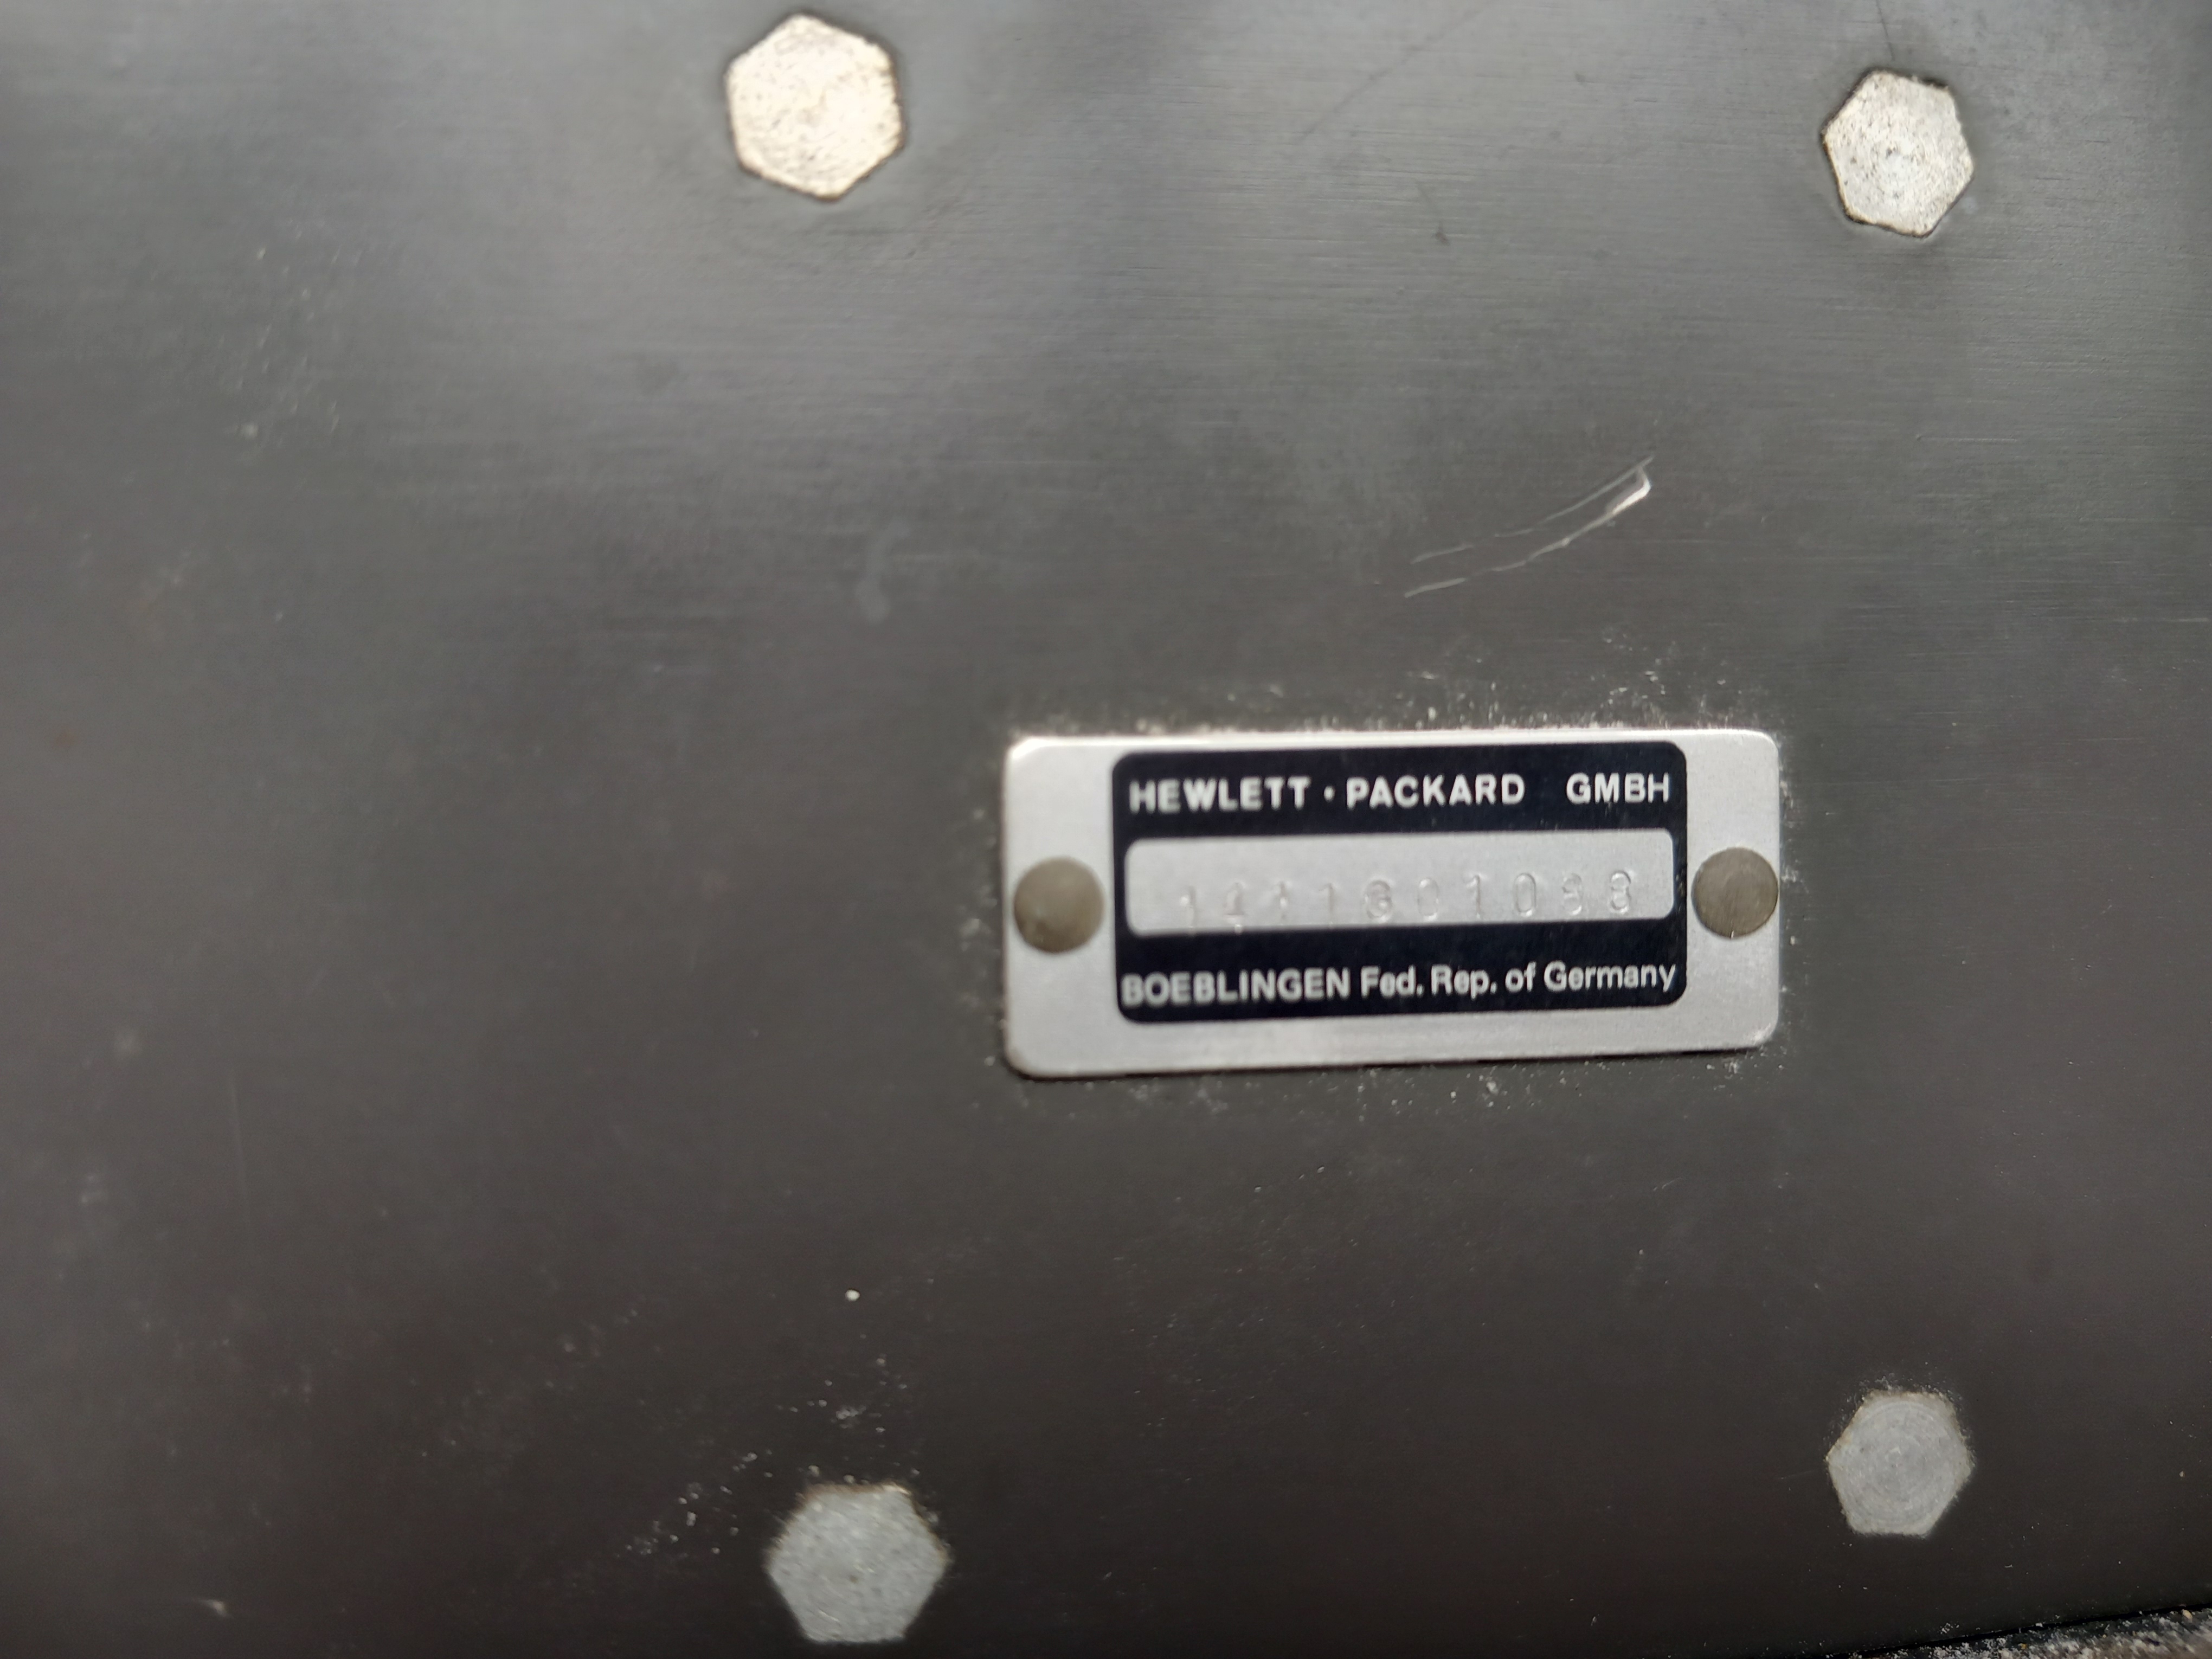 HEWLETT · PACKARD GMBH
BOEBLINGEN Fed. Rep. of Germany